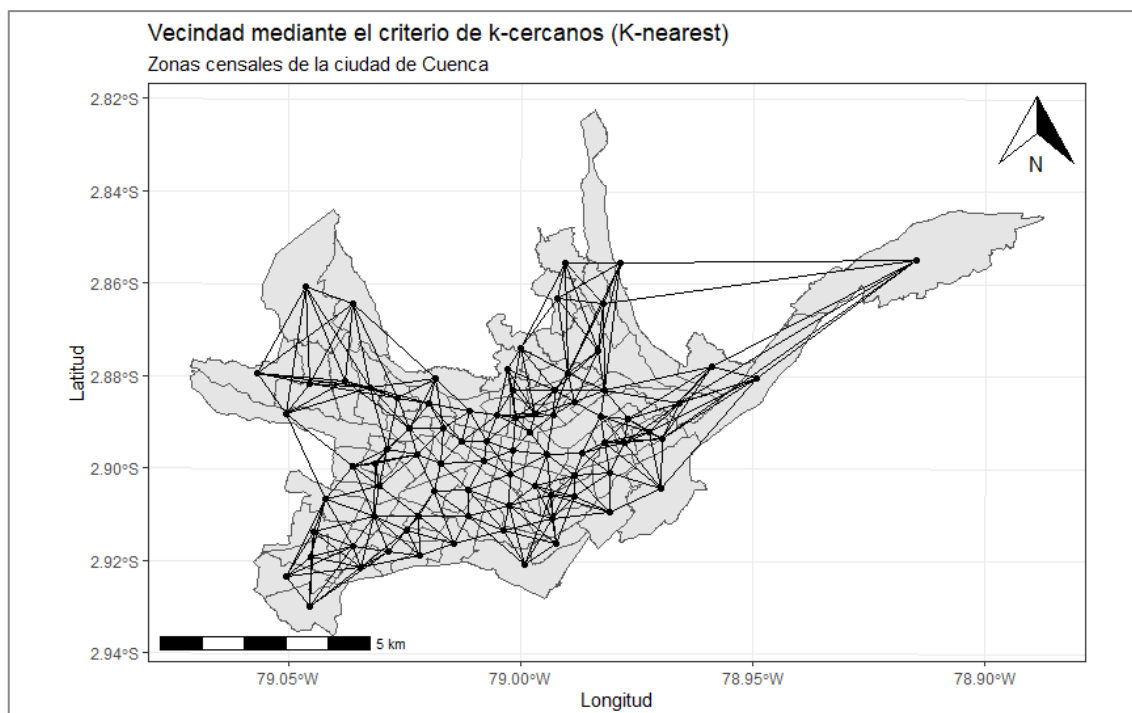 Vecindad mediante el criterio de k-cercanos (K-nearest)
Zonas censales de la ciudad de Cuenca
2.82°S
2.84°S
2.86°S
2.88°S
2.90°S
2.92°S
2.94°S
Latitud
N
5 km
79.05°W 79.00°W 78.95°W 78.90°W
Longitud